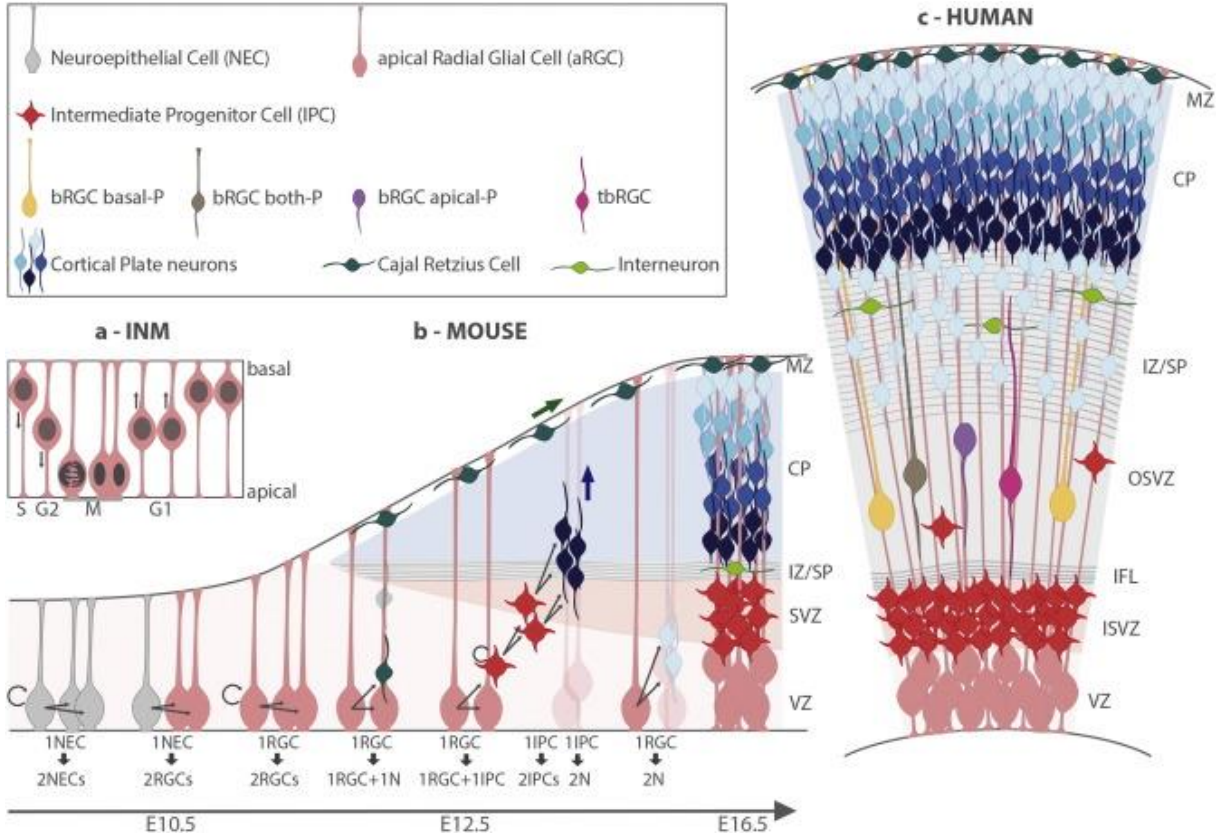 c - HUMAN
Neuroepithelial Cell (NEC)
apical Radial Glial Cell (aRGC)
Intermediate Progenitor Cell (IPC)
bRGC basal-P
bRGC both-P
bRGC apical-P
tbRGC
Cortical Plate neurons
Cajal Retzius Cell
Interneuron
MZ
CP
IZ/SP
OSVZ
IFL
ISVZ
VZ
a - INM
basal
apical
S G2 M G1
b - MOUSE
MZ
CP
IZ/SP
SVZ
VZ
1NEC 1NEC 1RGC 1RGC 1RGC 1IPC 1IPC 1RGC
2NECs 2RGCs 2RGCs 1RGC+1N 1RGC+1IPC 2IPCs 2N 2N
E10.5 E12.5 E16.5